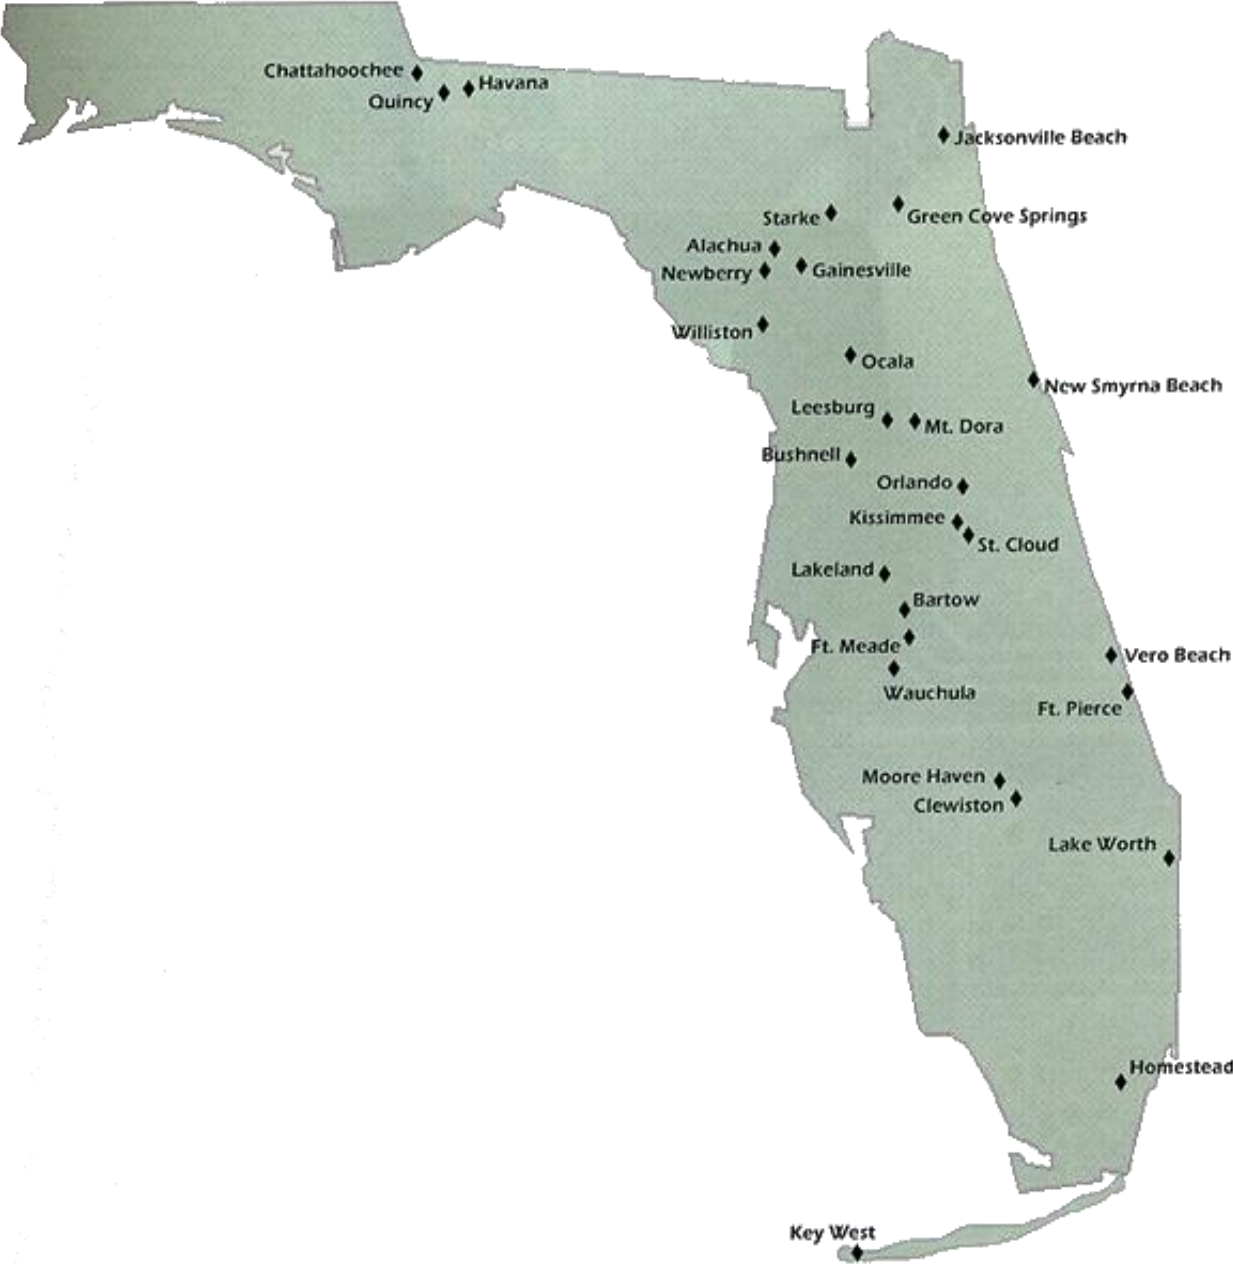 Chattahoochee
Havana
Quincy
Jacksonville Beach
Starke
Green Cove Springs
Alachua
Newberry
Gainesville
Williston
Ocala
New Smyrna Beach
Leesburg
Mt. Dora
Bushnell
Orlando
Kissimmee
St. Cloud
Lakeland
Bartow
Ft. Meade
Vero Beach
Wauchula
Ft. Pierce
Moore Haven
Clewiston
Lake Worth
Homestead
Key West